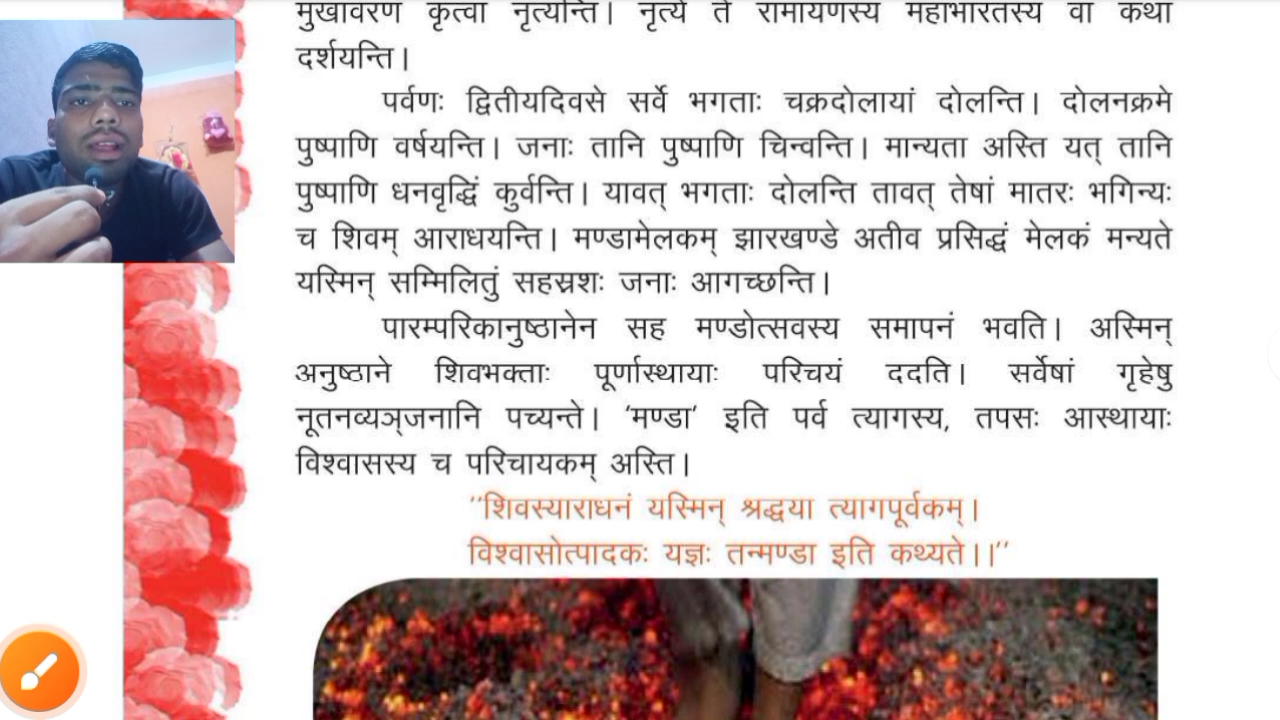 मुखावरणं कृत्वा नृत्यन्ति। नृत्ये ते रामायणस्य महाभारतस्य वा कथां
दर्शयन्ति।
पर्वणः द्वितीयदिवसे सर्वे भगताः चक्रदोलायां दोलन्ति। दोलनक्रमे
पुष्पाणि वर्षयन्ति। जनाः तानि पुष्पाणि चिन्वन्ति। मान्यता अस्ति यत् तानि
पुष्पाणि धनवृद्धिं कुर्वन्ति। यावत् भगताः दोलन्ति तावत् तेषां मातरः भगिन्यः
च शिवम् आराधयन्ति। मण्डामेलकम् झारखण्डे अतीव प्रसिद्धं मेलकं मन्यते
यस्मिन् सम्मिलितुं सहस्रशः जनाः आगच्छन्ति।
पारम्परिकानुष्ठानेन सह मण्डोत्सवस्य समापनं भवति। अस्मिन्
अनुष्ठाने शिवभक्ताः पूर्णास्थायाः परिचयं ददति। सर्वेषां गृहेषु
नूतनव्यञ्जनानि पच्यन्ते। 'मण्डा' इति पर्व त्यागस्य, तपसः आस्थायाः
विश्वासस्य च परिचायकम् अस्ति।
''शिवस्याराधनं यस्मिन् श्रद्धया त्यागपूर्वकम्।
विश्वासोत्पादकः यज्ञः तन्मण्डा इति कथ्यते।।''